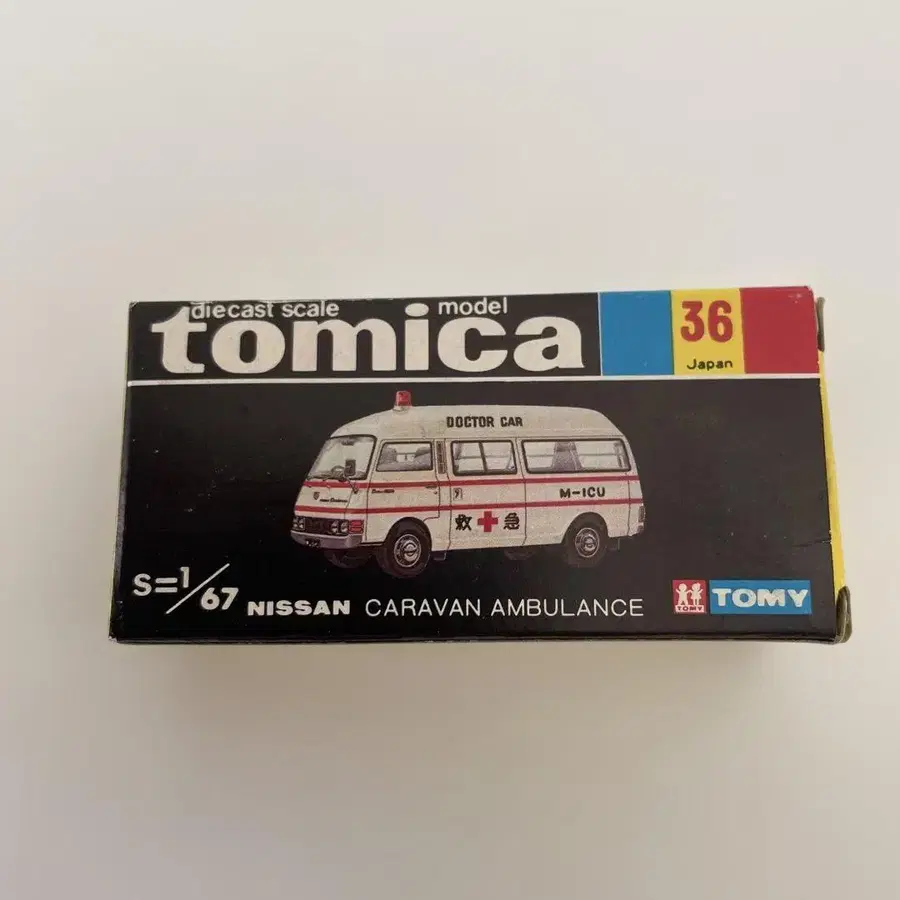 diecast scale model
tomica
36
Japan
DOCTOR CAR
M-ICU
救 急
S=1/67 NISSAN CARAVAN AMBULANCE
TOMY
TOMY